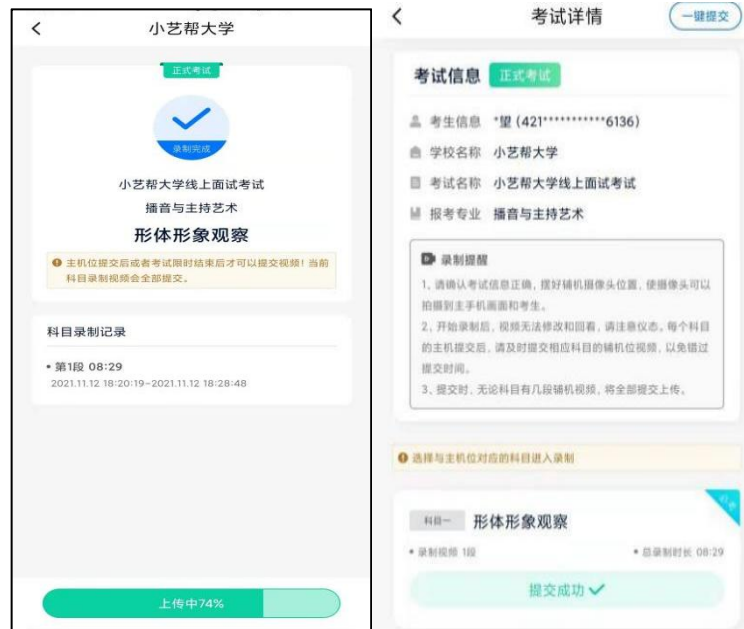 小艺帮大学
正式考试
录制完成
小艺帮大学线上面试考试
播音与主持艺术
形体形象观察
主机位提交后或者考试限时结束后才可以提交视频！当前
科目录制视频会全部提交。
科目录制记录
• 第1段 08:29
2021.11.12 18:20:19~2021.11.12 18:28:48
上传中74%
考试详情
一键提交
考试信息 正式考试
考生信息 *望 (421***********6136)
学校名称 小艺帮大学
考试名称 小艺帮大学线上面试考试
报考专业 播音与主持艺术
录制提醒
1、请确认考试信息正确，摆好辅机摄像头位置，使摄像头可以
拍摄到主手机画面和考生。
2、开始录制后，视频无法修改和回看，请注意仪态。每个科目
的主机提交后，请及时提交相应科目的辅机位视频，以免错过
提交时间。
3、提交时，无论科目有几段辅机视频，将全部提交上传。
选择与主机位对应的科目进入录制
科目一 形体形象观察
• 录制视频 1段 • 总录制时长 08:29
提交成功